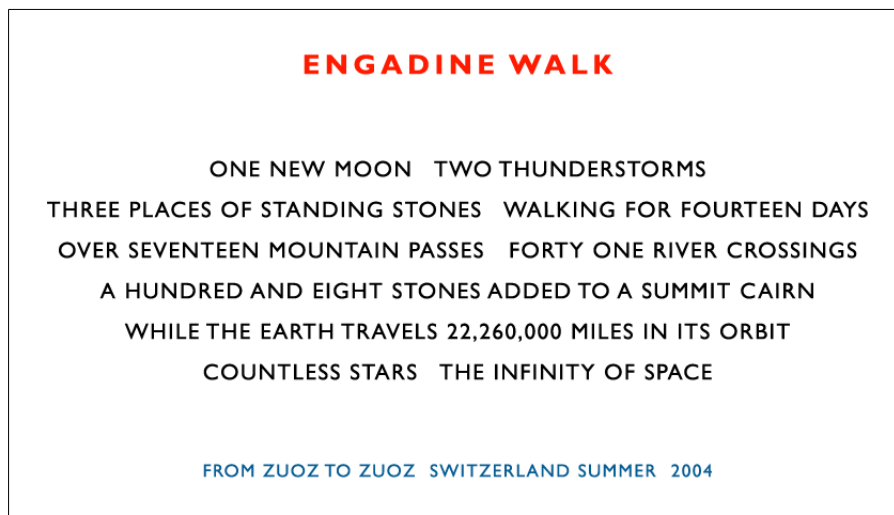 ENGADINE WALK
ONE NEW MOON TWO THUNDERSTORMS
THREE PLACES OF STANDING STONES WALKING FOR FOURTEEN DAYS
OVER SEVENTEEN MOUNTAIN PASSES FORTY ONE RIVER CROSSINGS
A HUNDRED AND EIGHT STONES ADDED TO A SUMMIT CAIRN
WHILE THE EARTH TRAVELS 22,260,000 MILES IN ITS ORBIT
COUNTLESS STARS THE INFINITY OF SPACE
FROM ZUOZ TO ZUOZ SWITZERLAND SUMMER 2004